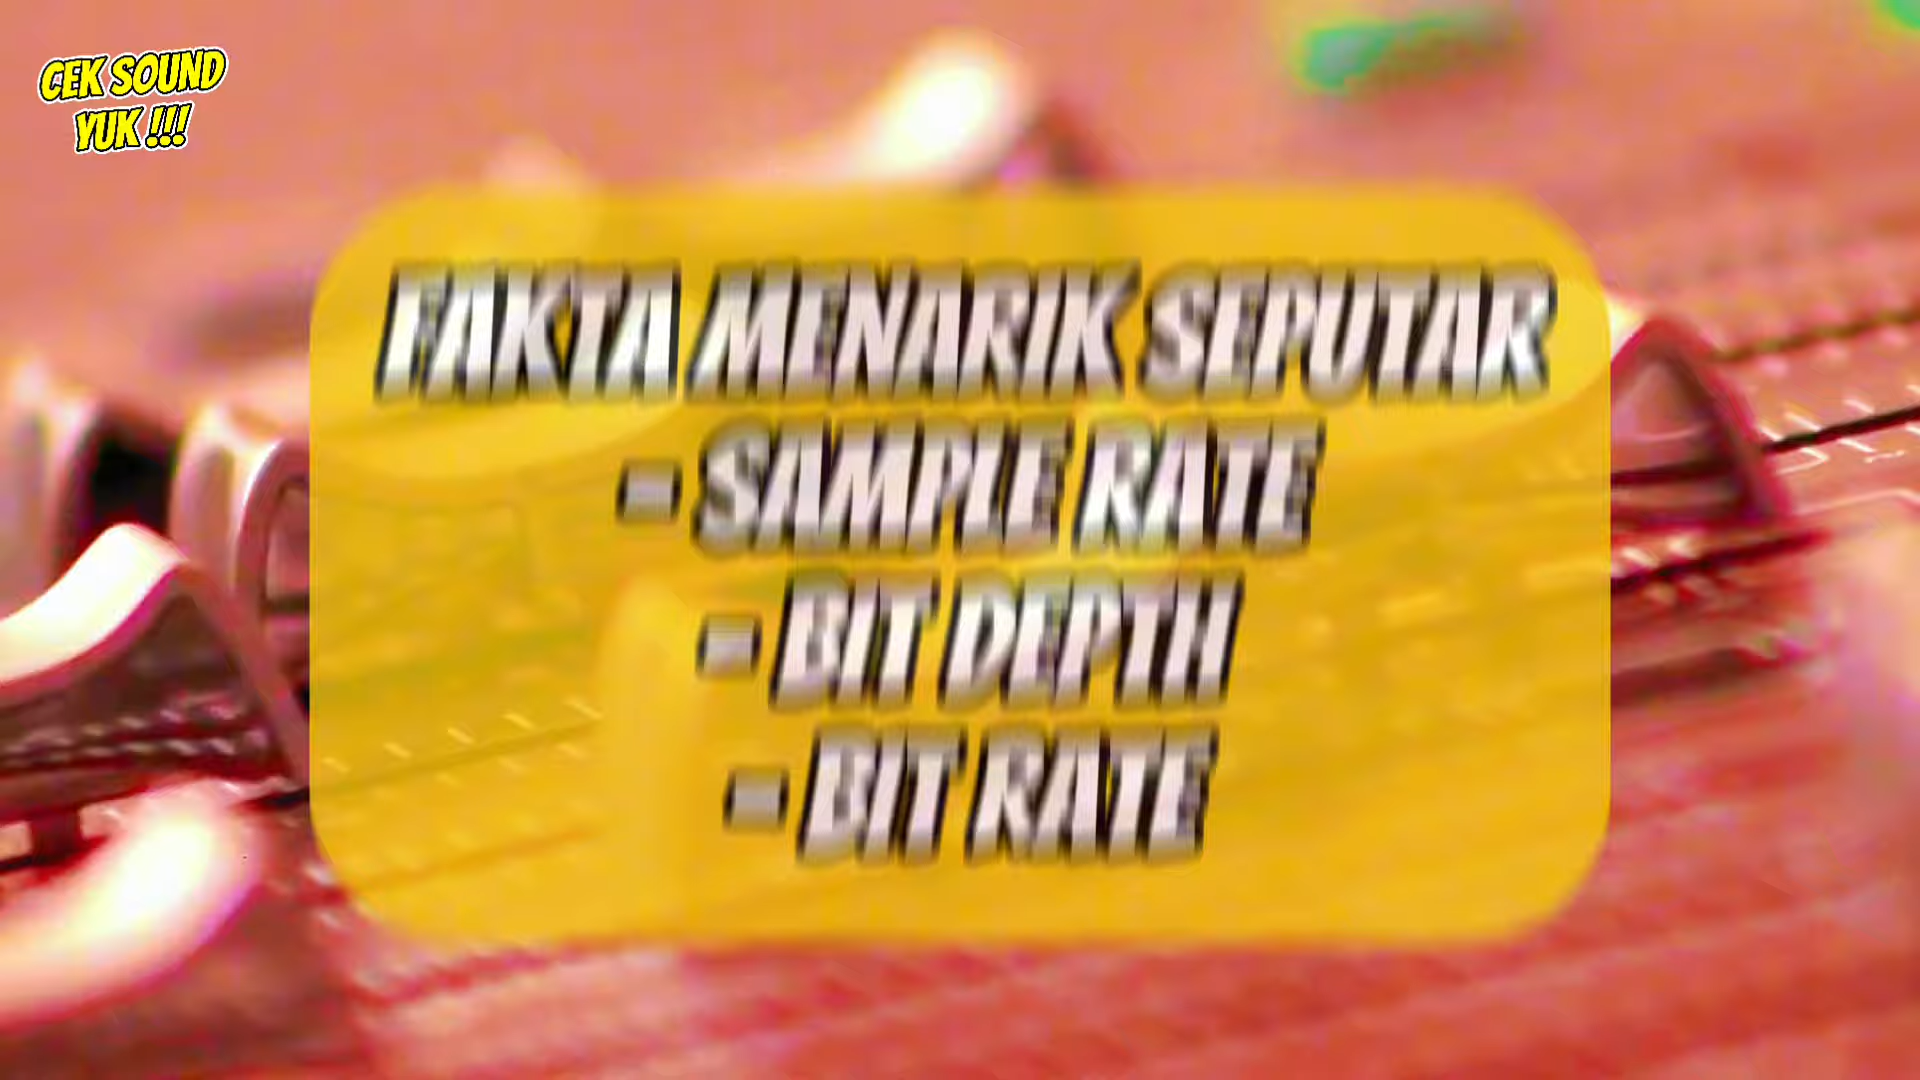 CEK SOUND
YUK !!!
FAKTA MENARIK SEPUTAR
- SAMPLE RATE
- BIT DEPTH
- BIT RATE